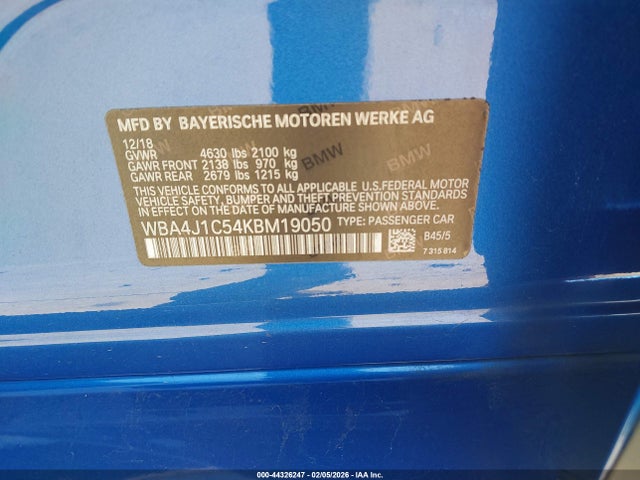 MFD BY BAYERISCHE MOTOREN WERKE AG
12/18
GVWR 4630 lbs 2100 kg
GAWR FRONT 2138 lbs 970 kg
GAWR REAR 2679 lbs 1215 kg
THIS VEHICLE CONFORMS TO ALL APPLICABLE U.S.FEDERAL MOTOR
VEHICLE SAFETY, BUMPER, AND THEFT PREVENTION
STANDARDS IN EFFECT ON THE DATE OF MANUFACTURE SHOWN ABOVE.
WBA4J1C54KBM19050 TYPE: PASSENGER CAR
B45/5
7 315 814
BMW
BMW
000-44326247 - 02/05/2026 - IAA Inc.